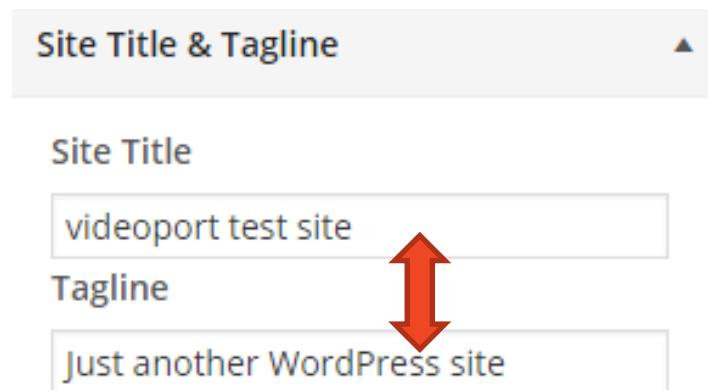 Site Title & Tagline
Site Title
videoport test site
Tagline
Just another WordPress site